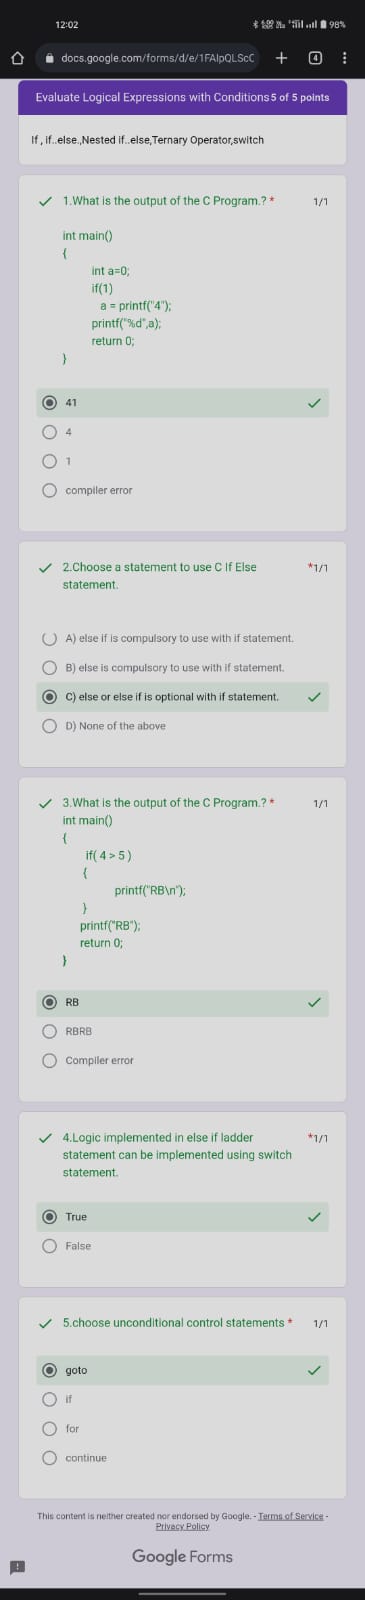 12:02
98%
docs.google.com/forms/d/e/1FAIpQLScC
4
Evaluate Logical Expressions with Conditions 5 of 5 points
If , if..else.,Nested if..else,Ternary Operator,switch
1.What is the output of the C Program.? *
1/1
int main()
{
int a=0;
if(1)
a = printf("4");
printf("%d",a);
return 0;
}
41
4
1
compiler error
2.Choose a statement to use C If Else
*1/1
statement.
A) else if is compulsory to use with if statement.
B) else is compulsory to use with if statement.
C) else or else if is optional with if statement.
D) None of the above
3.What is the output of the C Program.? *
1/1
int main()
{
if( 4 > 5 )
{
printf("RB\n");
}
printf("RB");
return 0;
}
RB
RBRB
Compiler error
4.Logic implemented in else if ladder
*1/1
statement can be implemented using switch
statement.
True
False
5.choose unconditional control statements *
1/1
goto
if
for
continue
This content is neither created nor endorsed by Google. - Terms of Service -
Privacy Policy
Google Forms